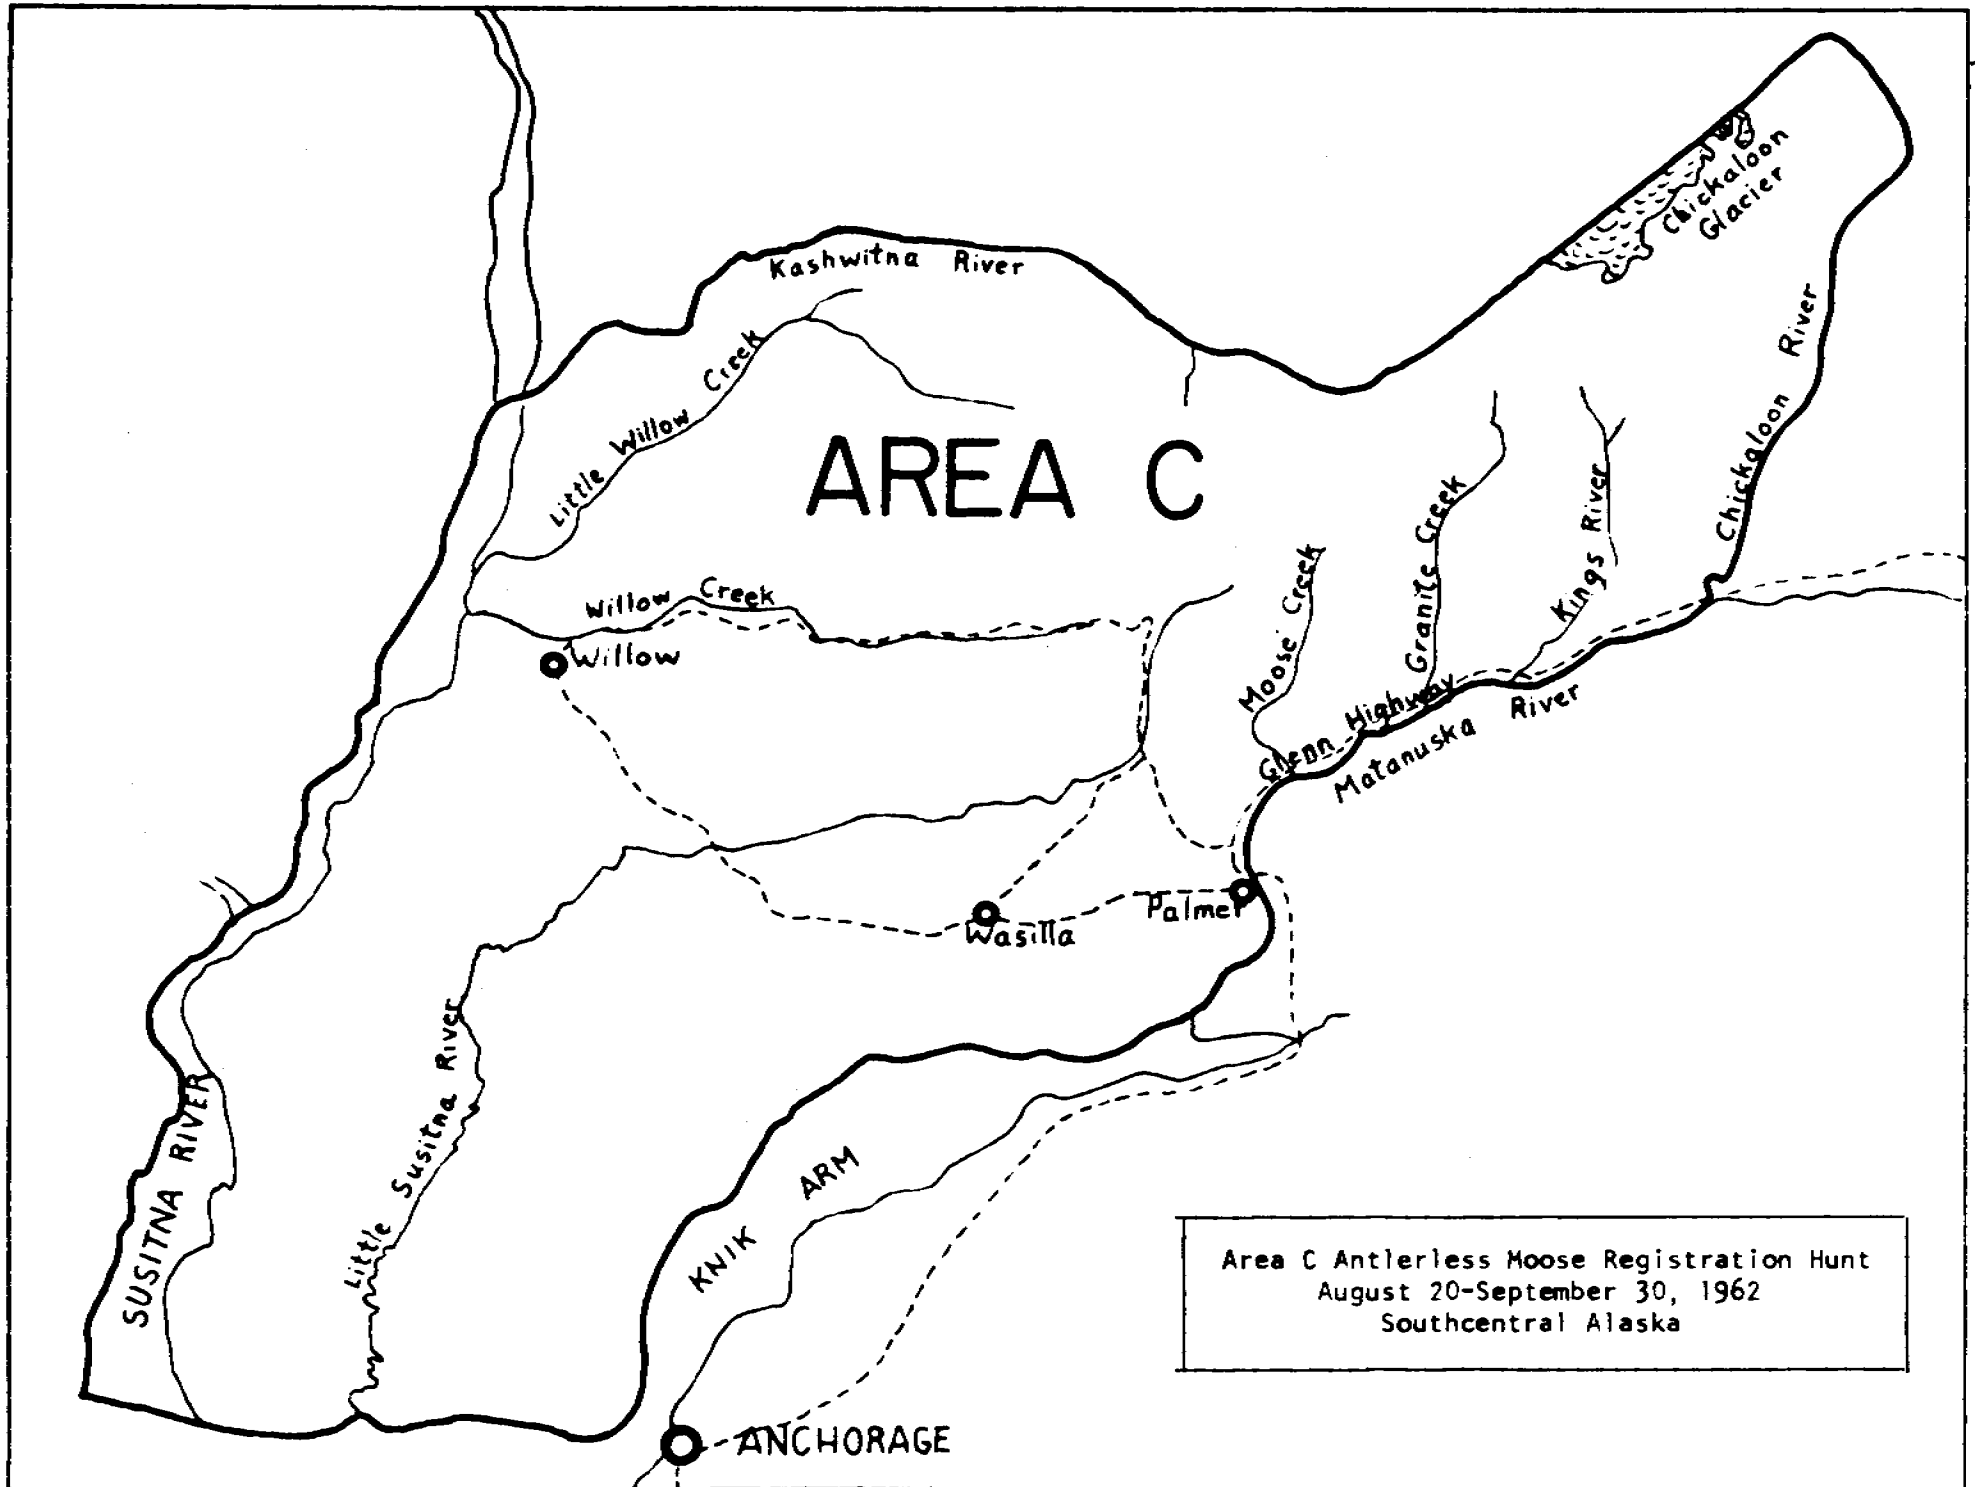 Chickaloon
Glacier
Kashwitna River
Chickaloon River
Little Willow Creek
AREA C
Granite Creek
Kings River
Moose Creek
Willow Creek
Willow
Glenn Highway
Matanuska River
Palmer
Wasilla
Little Susitna River
SUSITNA RIVER
KNIK ARM
Area C Antlerless Moose Registration Hunt
August 20-September 30, 1962
Southcentral Alaska
ANCHORAGE